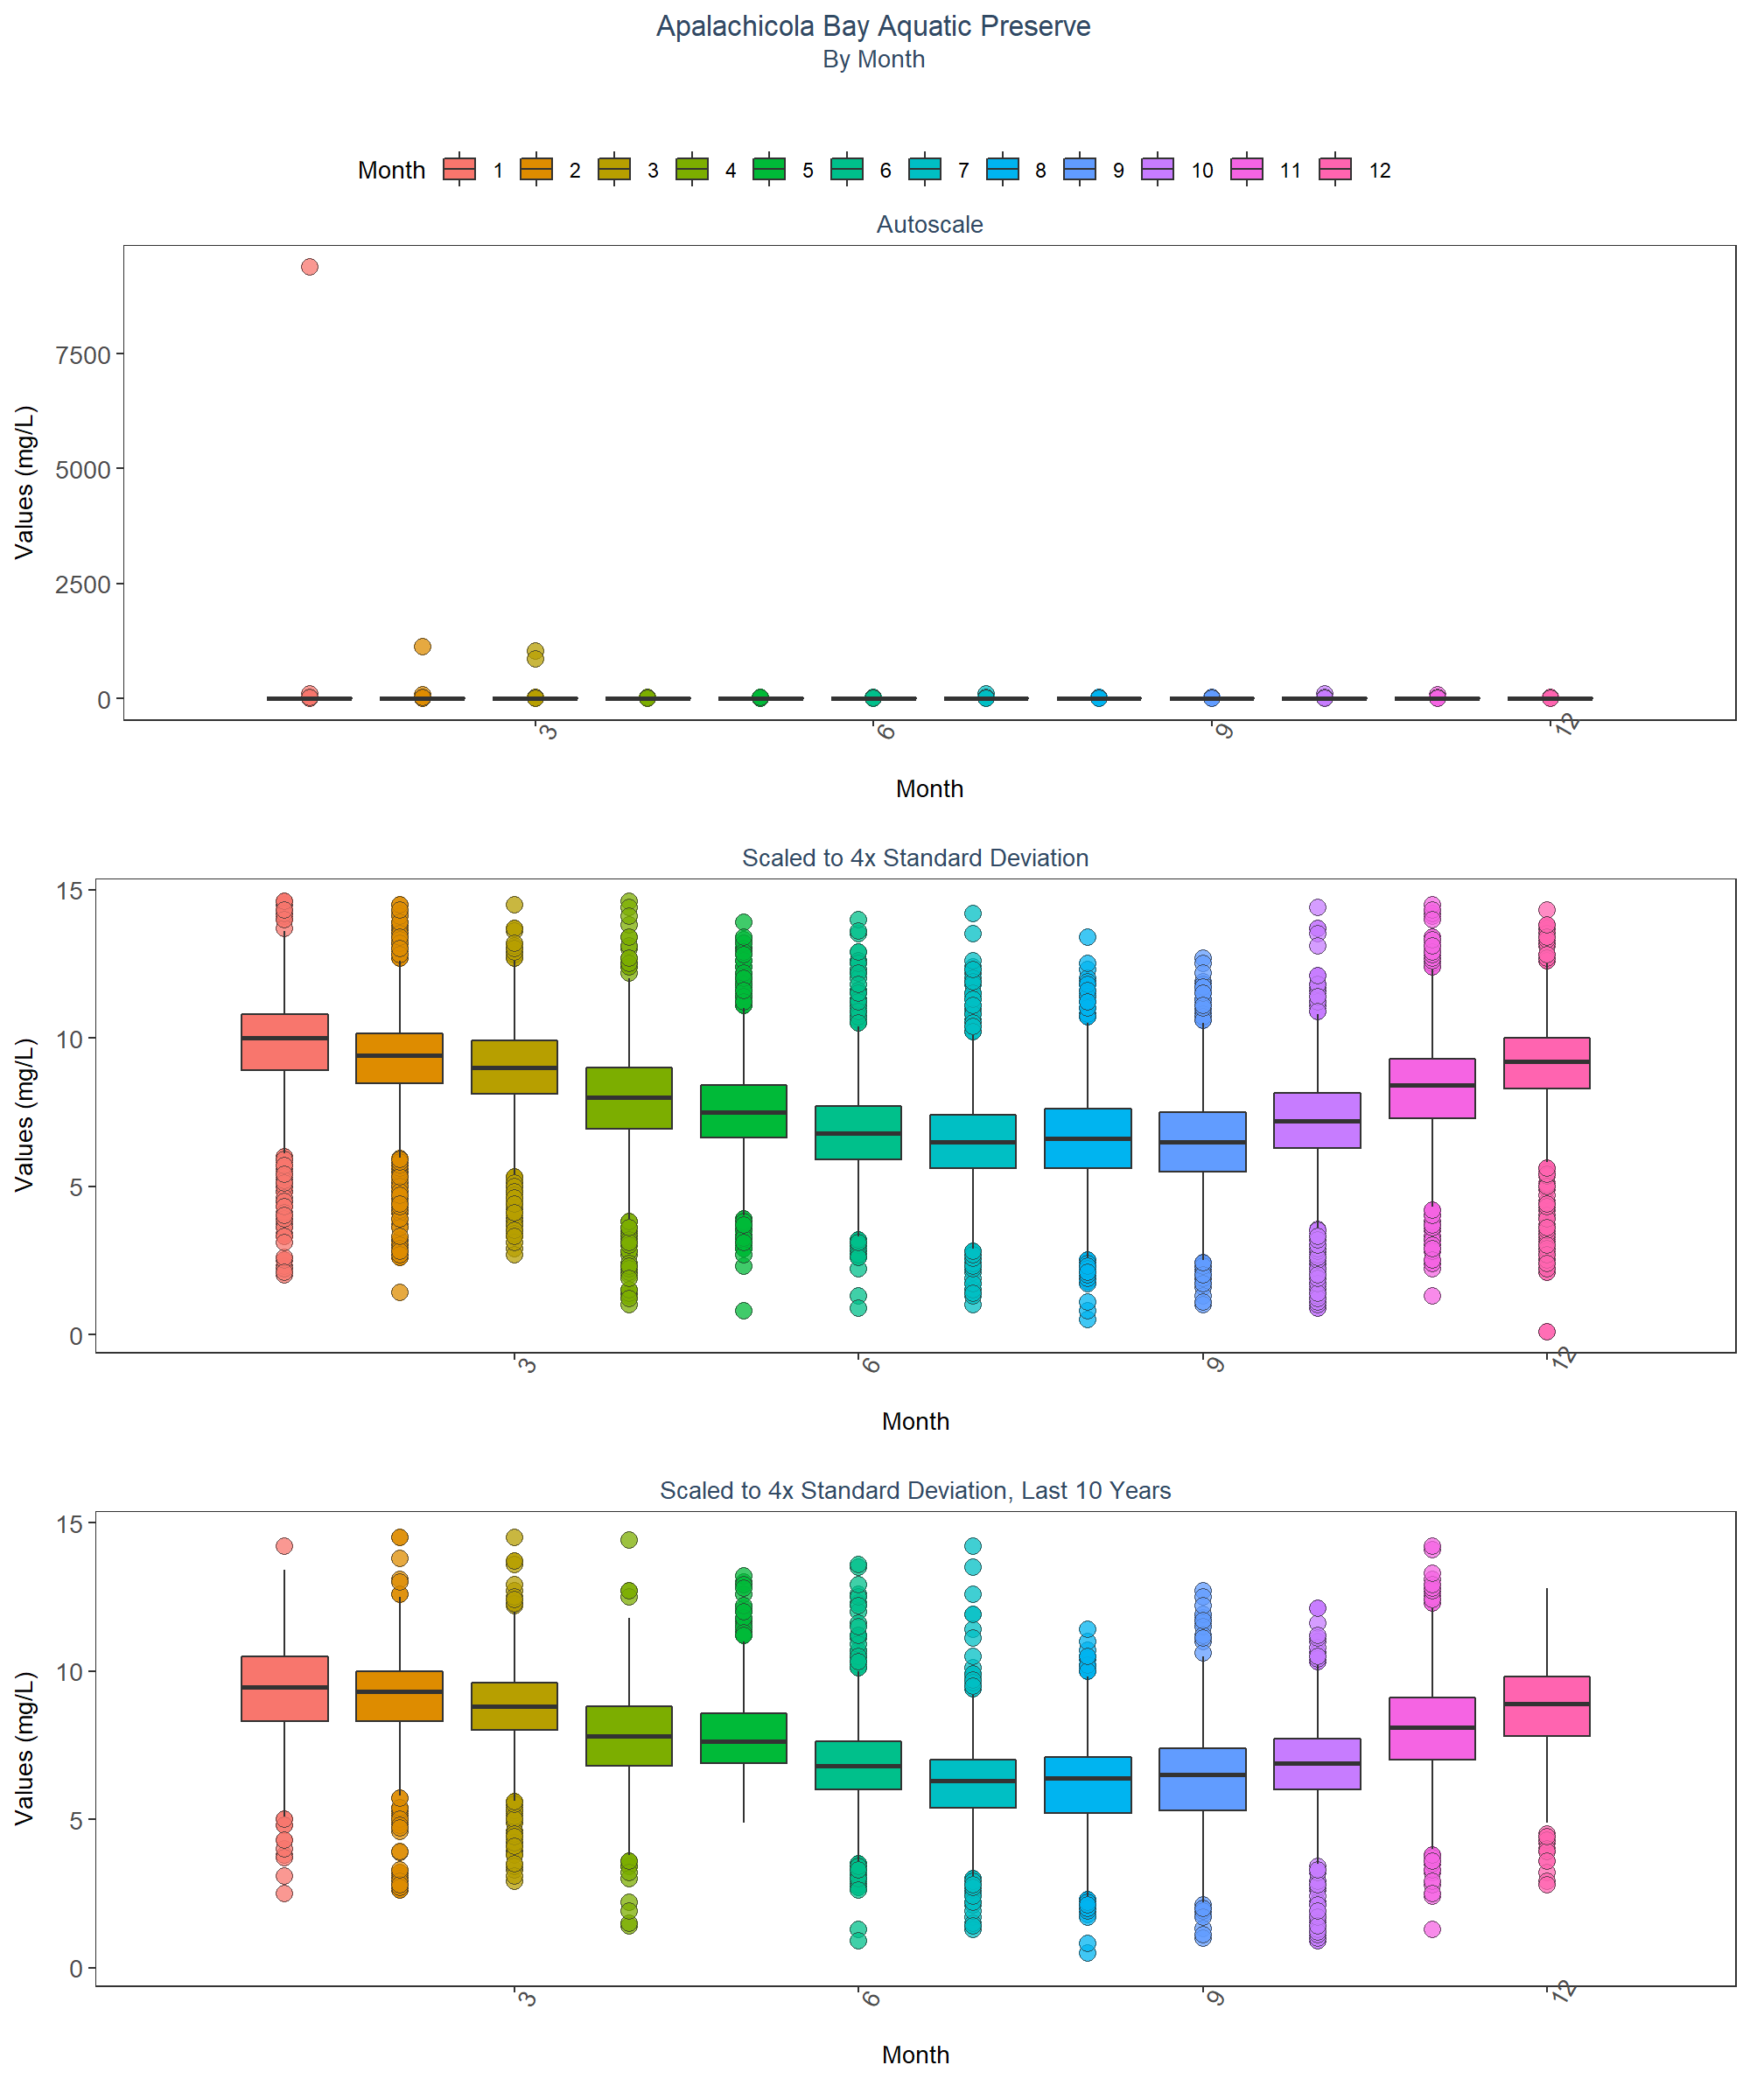 Apalachicola Bay Aquatic Preserve
By Month
Month 1 2 3 4 5 6 7 8 9 10 11 12
Autoscale
Values (mg/L)
7500
5000
2500
0
3 6 9 12
Month
Scaled to 4x Standard Deviation
Values (mg/L)
15
10
5
0
3 6 9 12
Month
Scaled to 4x Standard Deviation, Last 10 Years
Values (mg/L)
15
10
5
0
3 6 9 12
Month